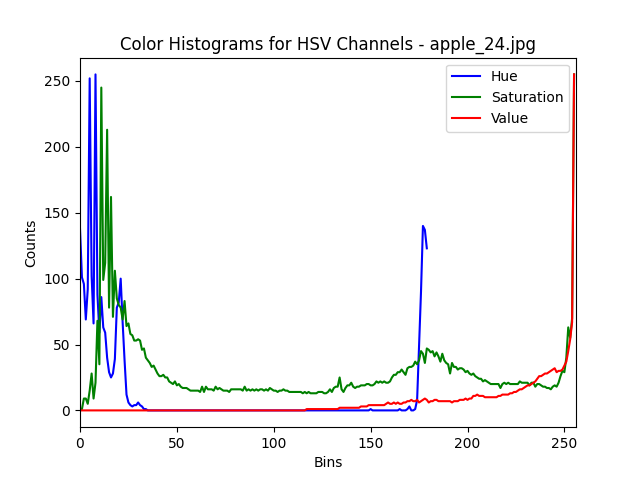 Color Histograms for HSV Channels - apple_24.jpg
Hue
Saturation
Value
Counts
250
200
150
100
50
0
0 50 100 150 200 250
Bins